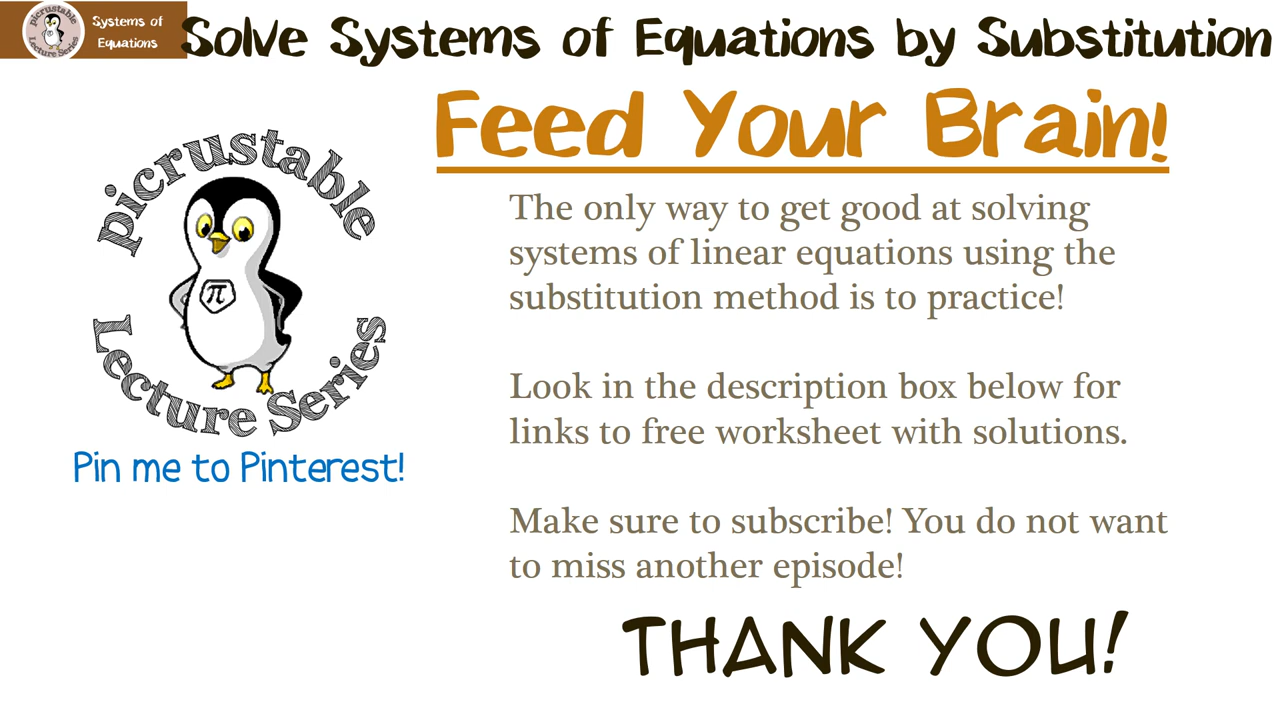 picrustable
Lecture Series
Systems of
Equations
Solve Systems of Equations by Substitution
Feed Your Brain!
picrustable
π
Lecture Series
Pin me to Pinterest!
The only way to get good at solving
systems of linear equations using the
substitution method is to practice!
Look in the description box below for
links to free worksheet with solutions.
Make sure to subscribe! You do not want
to miss another episode!
THANK YOU!